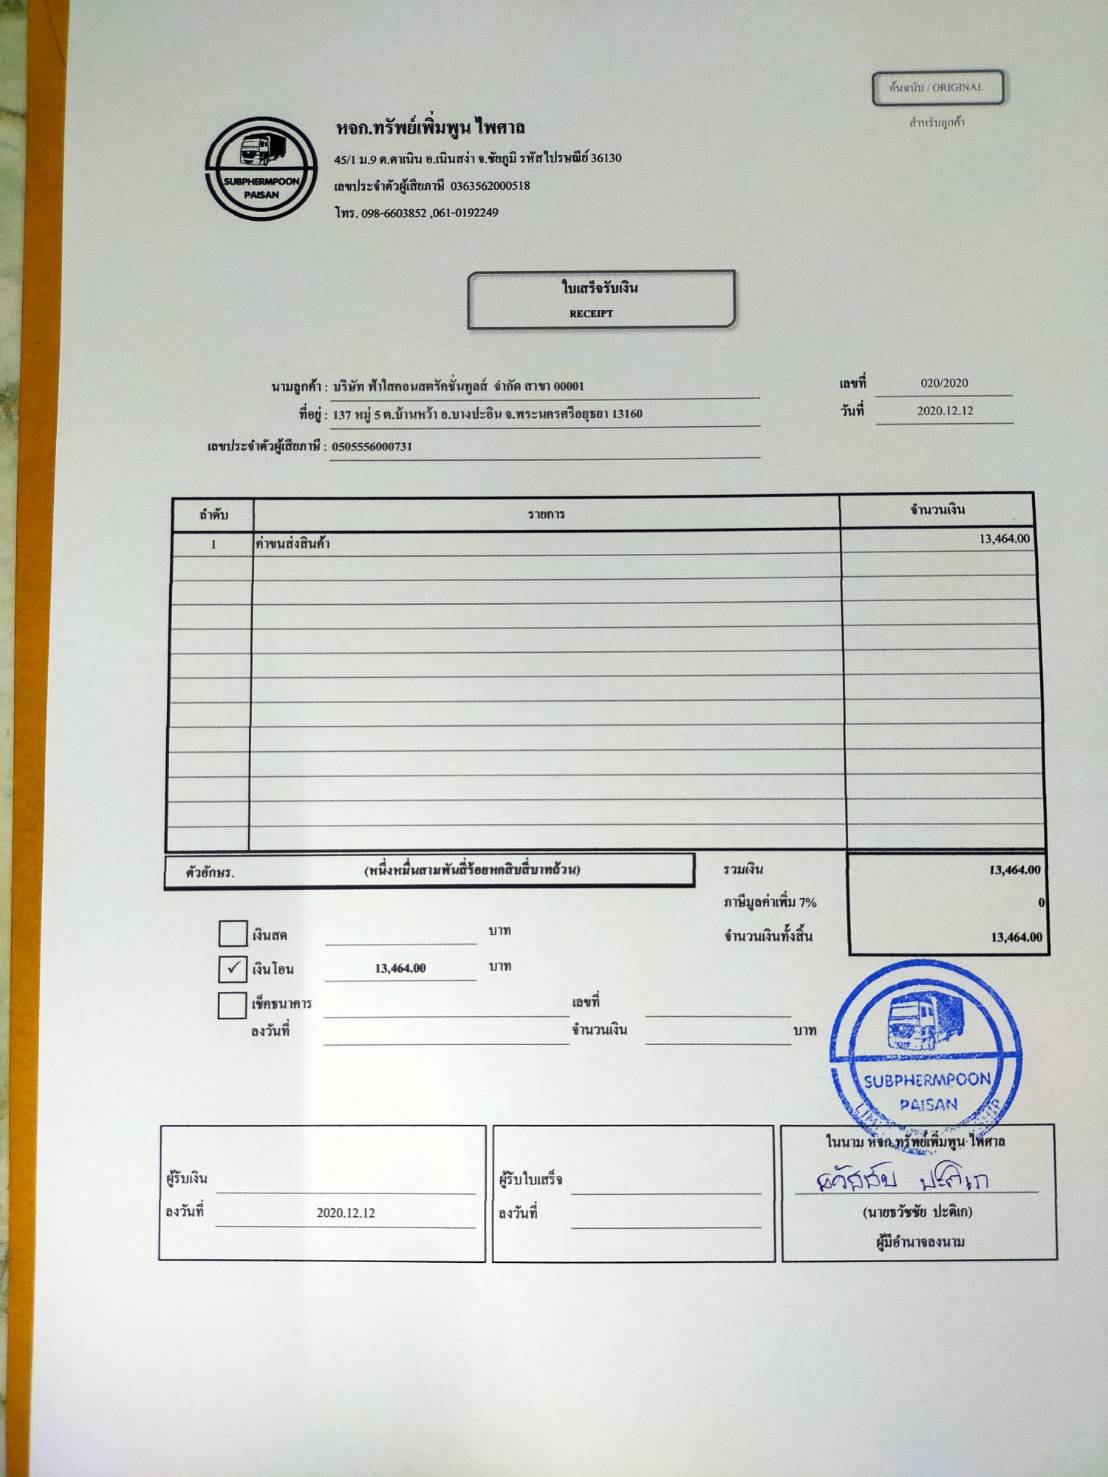 ต้นฉบับ / ORIGINAL
สำหรับลูกค้า
SUBPHERMPOON
PAISAN
หจก.ทรัพย์เพิ่มพูน ไพศาล
45/1 ม.9 ต.ตาเนิน อ.เนินสง่า จ.ชัยภูมิ รหัสไปรษณีย์ 36130
เลขประจำตัวผู้เสียภาษี 0363562000518
โทร. 098-6603852 ,061-0192249
ใบเสร็จรับเงิน
RECEIPT
นามลูกค้า : บริษัท ฟ้าใสคอนสตรัคชั่นทูลส์ จำกัด สาขา 00001
เลขที่ 020/2020
ที่อยู่ : 137 หมู่ 5 ต.บ้านหว้า อ.บางปะอิน จ.พระนครศรีอยุธยา 13160
วันที่ 2020.12.12
เลขประจำตัวผู้เสียภาษี : 0505556000731
ลำดับ รายการ จำนวนเงิน
1 ค่าขนส่งสินค้า 13,464.00
ตัวอักษร. (หนึ่งหมื่นสามพันสี่ร้อยหกสิบสี่บาทถ้วน) รวมเงิน 13,464.00
ภาษีมูลค่าเพิ่ม 7% 0
เงินสด บาท จำนวนเงินทั้งสิ้น 13,464.00
✓ เงินโอน 13,464.00 บาท
เช็คธนาคาร เลขที่
ลงวันที่ จำนวนเงิน บาท
SUBPHERMPOON
PAISAN
ในนาม หจก.ทรัพย์เพิ่มพูน ไพศาล
ผู้รับเงิน ผู้รับใบเสร็จ ธวัชชัย ปะติเก
ลงวันที่ 2020.12.12 ลงวันที่ (นายธวัชชัย ปะติเก)
ผู้มีอำนาจลงนาม